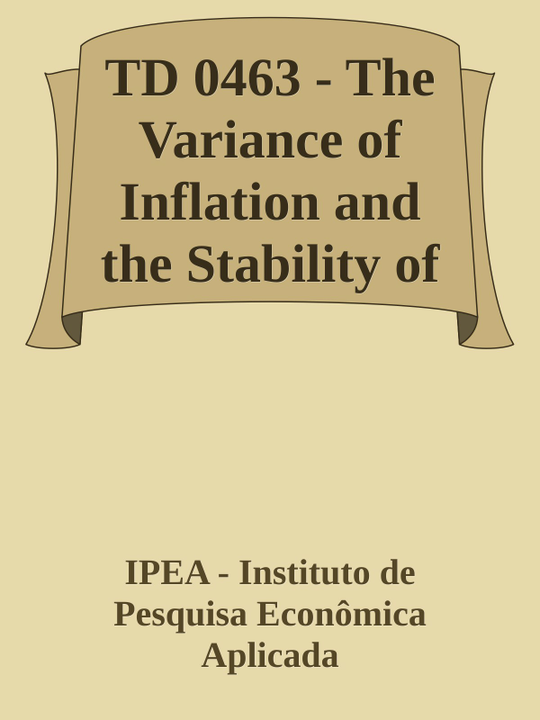 TD 0463 - The
Variance of
Inflation and
the Stability of
IPEA - Instituto de
Pesquisa Econômica
Aplicada